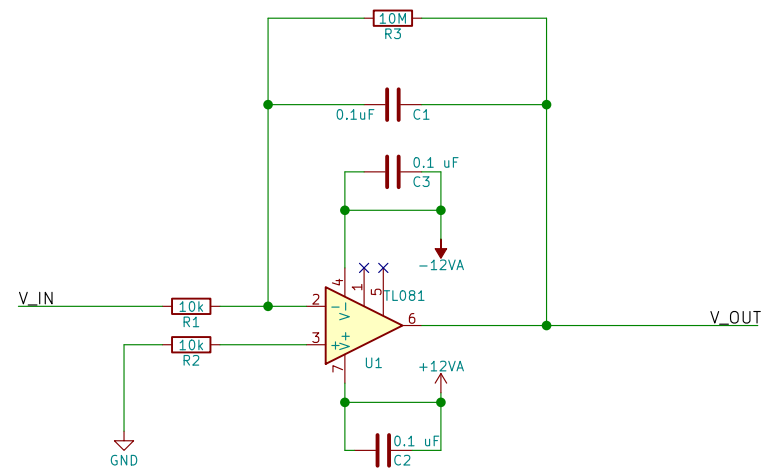 10M
R3
0.1uF C1
0.1 uF
C3
-12VA
4
1
5
TL081
V_IN
10k
R1
2
-
V-
6
V_OUT
10k
R2
3
+
V+
7
U1
+12VA
0.1 uF
C2
GND